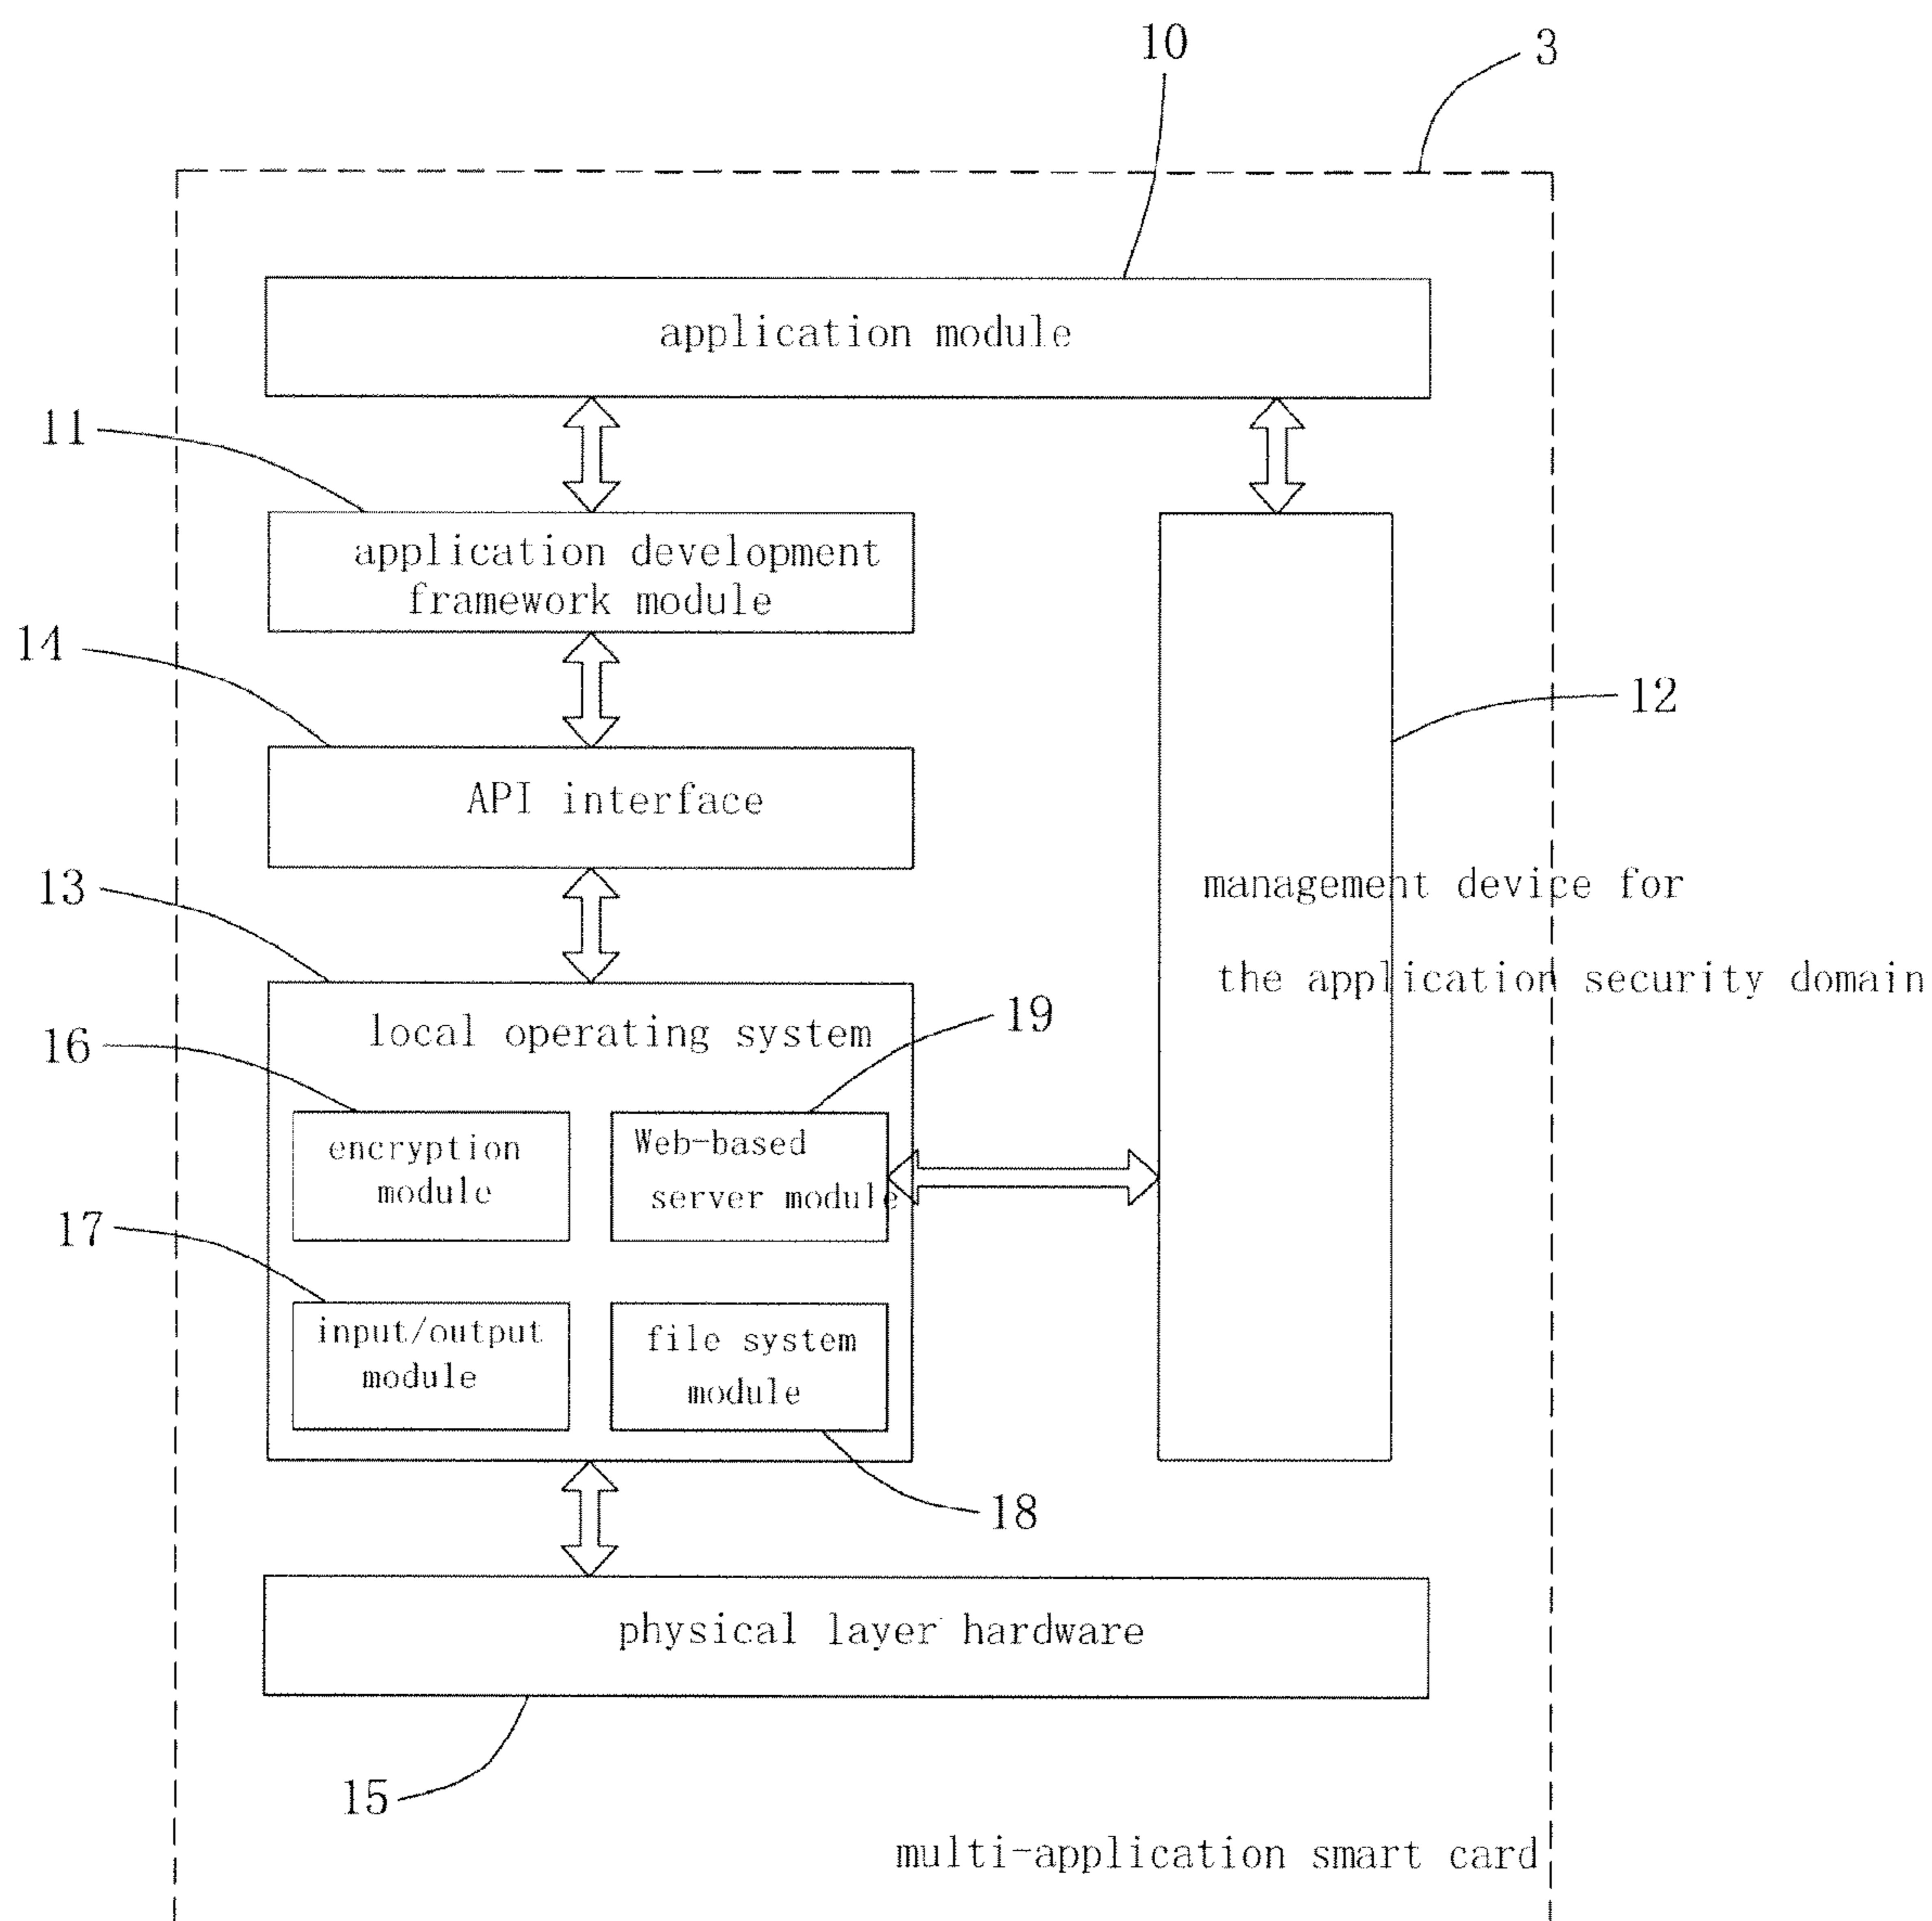 10
3
application module
11
application development
framework module
14
12
API interface
13
management device for
the application security domain
local operating system
19
16
encryption
module
Web-based
server module
17
input/output
module
file system
module
18
physical layer hardware
15
multi-application smart card